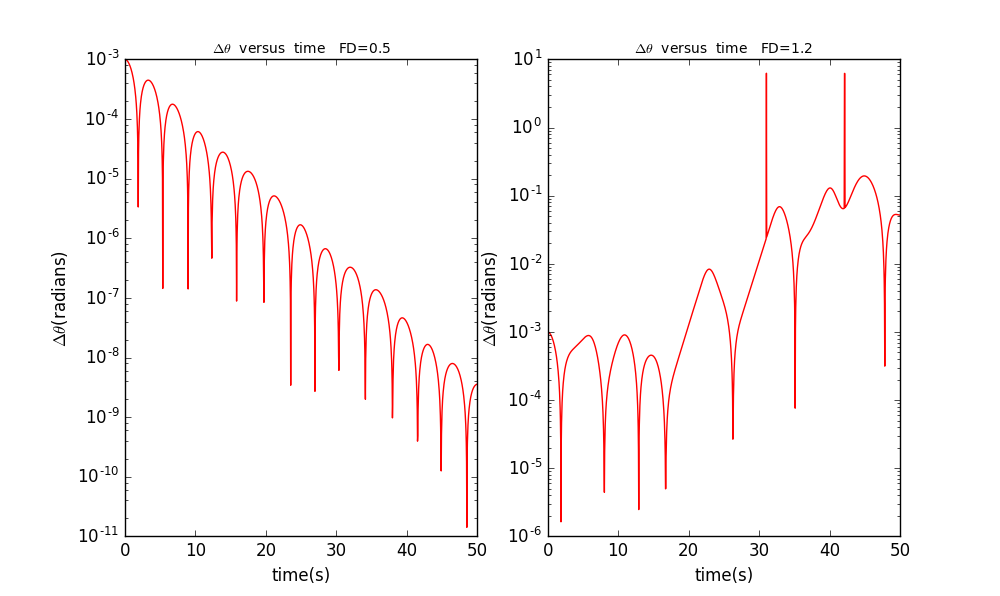 Δθ versus time FD=0.5
10^-3
10^-4
10^-5
10^-6
10^-7
10^-8
10^-9
10^-10
10^-11
Δθ(radians)
0 10 20 30 40 50
time(s)
Δθ versus time FD=1.2
10^1
10^0
10^-1
10^-2
10^-3
10^-4
10^-5
10^-6
Δθ(radians)
0 10 20 30 40 50
time(s)